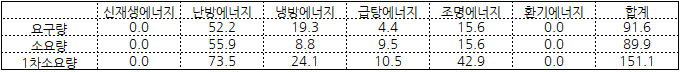 신재생에너지 난방에너지 냉방에너지 급탕에너지 조명에너지 환기에너지 합계
요구량 0.0 52.2 19.3 4.4 15.6 0.0 91.6
소요량 0.0 55.9 8.8 9.5 15.6 0.0 89.9
1차소요량 0.0 73.5 24.1 10.5 42.9 0.0 151.1